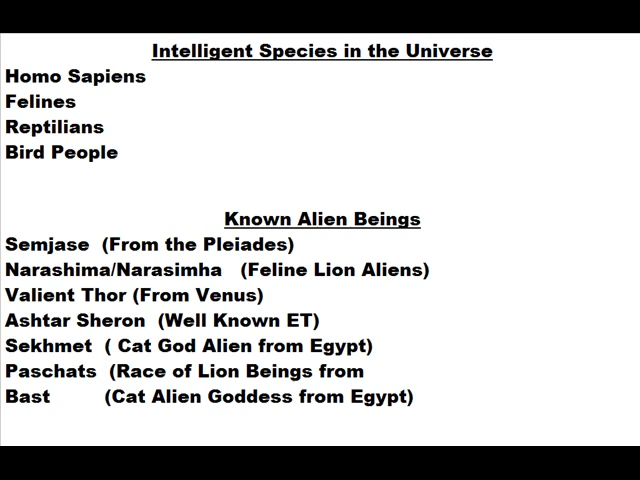 Intelligent Species in the Universe
Homo Sapiens
Felines
Reptilians
Bird People
Known Alien Beings
Semjase (From the Pleiades)
Narashima/Narasimha (Feline Lion Aliens)
Valient Thor (From Venus)
Ashtar Sheron (Well Known ET)
Sekhmet ( Cat God Alien from Egypt)
Paschats (Race of Lion Beings from
Bast (Cat Alien Goddess from Egypt)